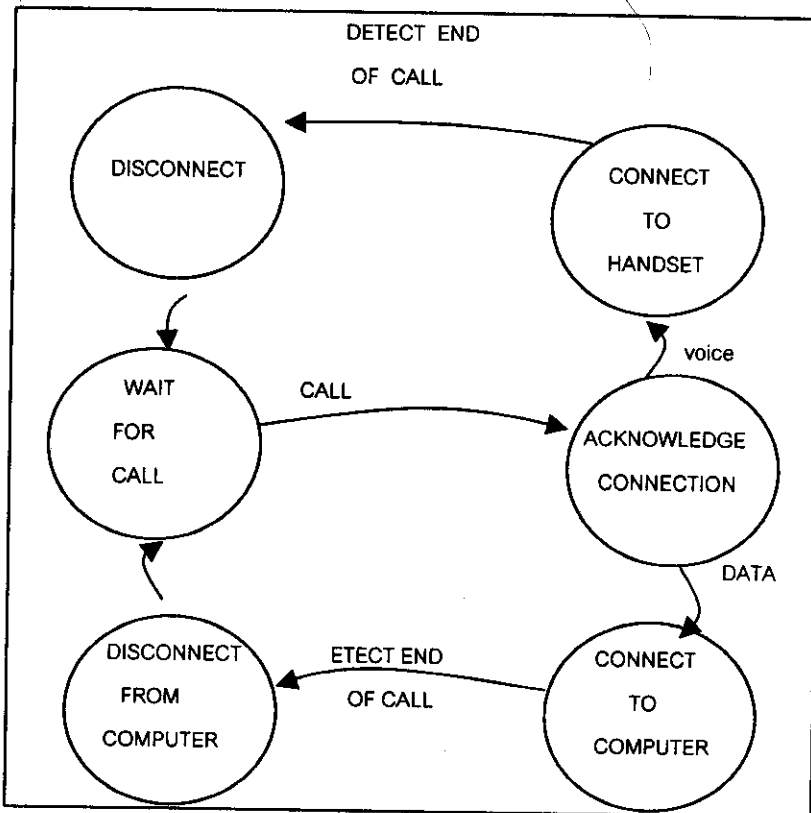 DETECT END
OF CALL
DISCONNECT
CONNECT
TO
HANDSET
voice
WAIT
FOR
CALL
CALL
ACKNOWLEDGE
CONNECTION
DATA
DISCONNECT
FROM
COMPUTER
ETECT END
OF CALL
CONNECT
TO
COMPUTER